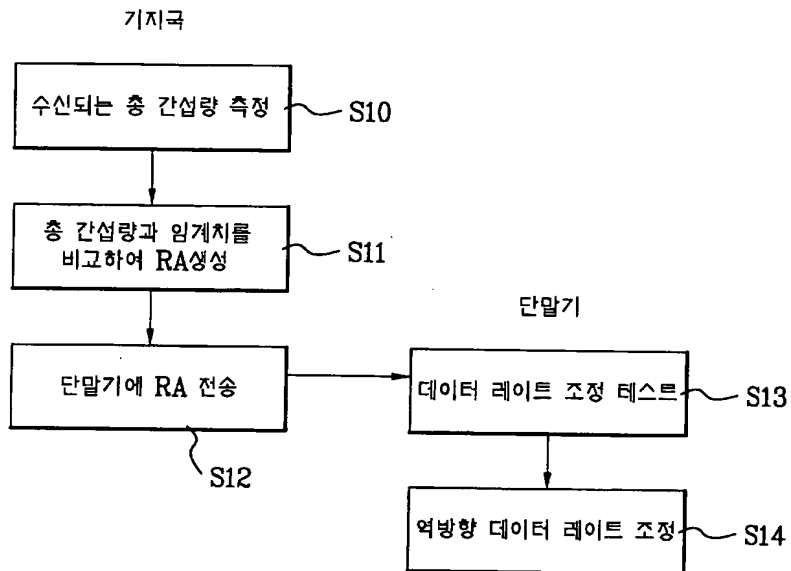 기지국
수신되는 총 간섭량 측정
S10
총 간섭량과 임계치를
비교하여 RA생성
S11
단말기에 RA 전송
S12
단말기
데이터 레이트 조정 테스트
S13
역방향 데이터 레이트 조정
S14